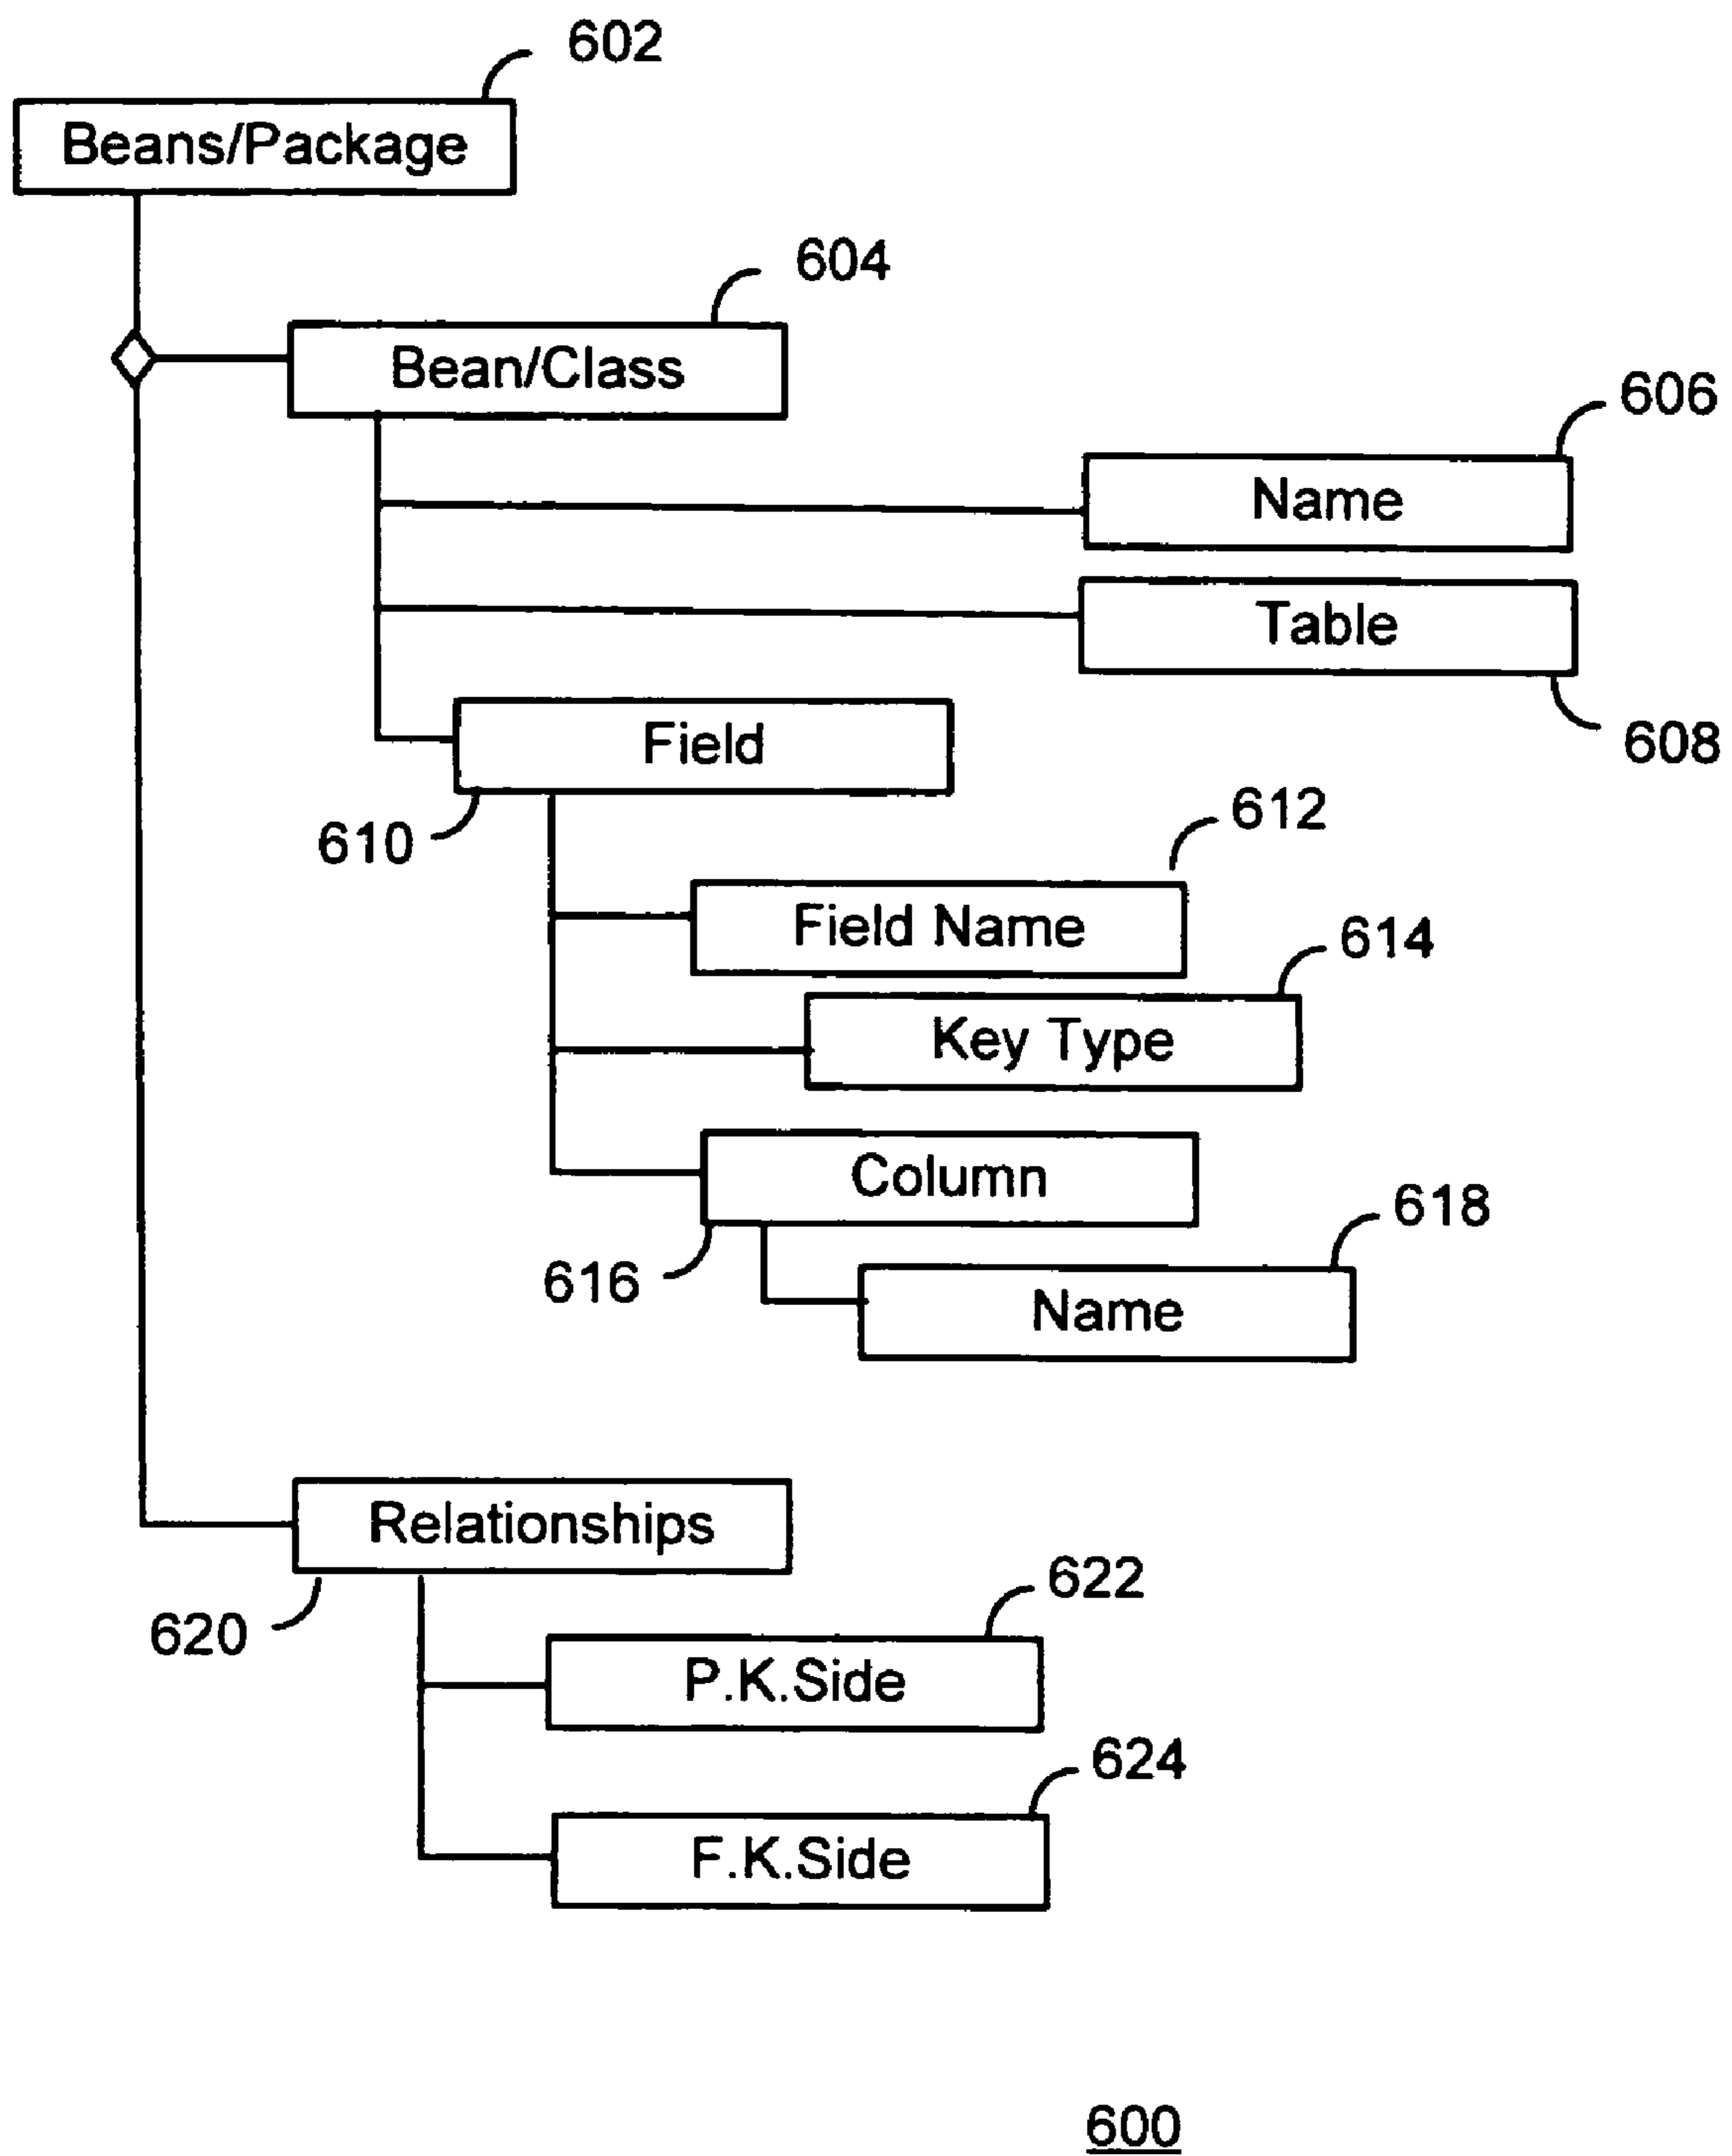 602
Beans/Package
604
Bean/Class
606
Name
Table
608
Field
610
612
Field Name
614
Key Type
Column
616
618
Name
Relationships
620
622
P.K.Side
624
F.K.Side
600